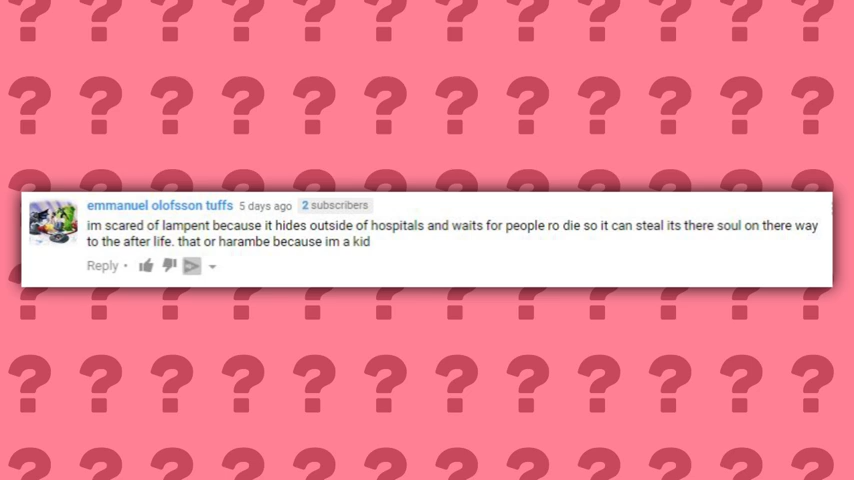 emmanuel olofsson tuffs 5 days ago 2 subscribers
im scared of lampent because it hides outside of hospitals and waits for people ro die so it can steal its there soul on there way
to the after life. that or harambe because im a kid
Reply •